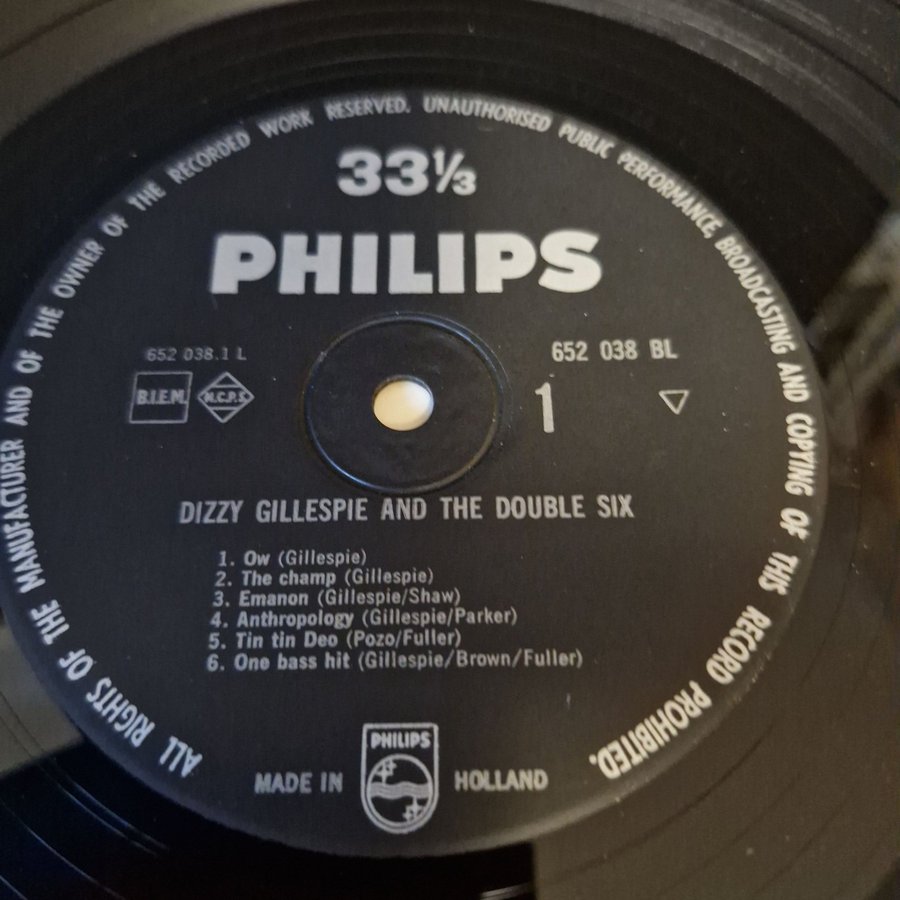 ALL RIGHTS OF THE MANUFACTURER AND OF THE OWNER OF THE RECORDED WORK RESERVED. UNAUTHORISED PUBLIC PERFORMANCE, BROADCASTING AND COPYING OF THIS RECORD PROHIBITED.
33⅓
PHILIPS
652 038.1 L
652 038 BL
B.I.E.M.
N.C.P.S.
1
DIZZY GILLESPIE AND THE DOUBLE SIX
1. Ow (Gillespie)
2. The champ (Gillespie)
3. Emanon (Gillespie/Shaw)
4. Anthropology (Gillespie/Parker)
5. Tin tin Deo (Pozo/Fuller)
6. One bass hit (Gillespie/Brown/Fuller)
PHILIPS
MADE IN HOLLAND